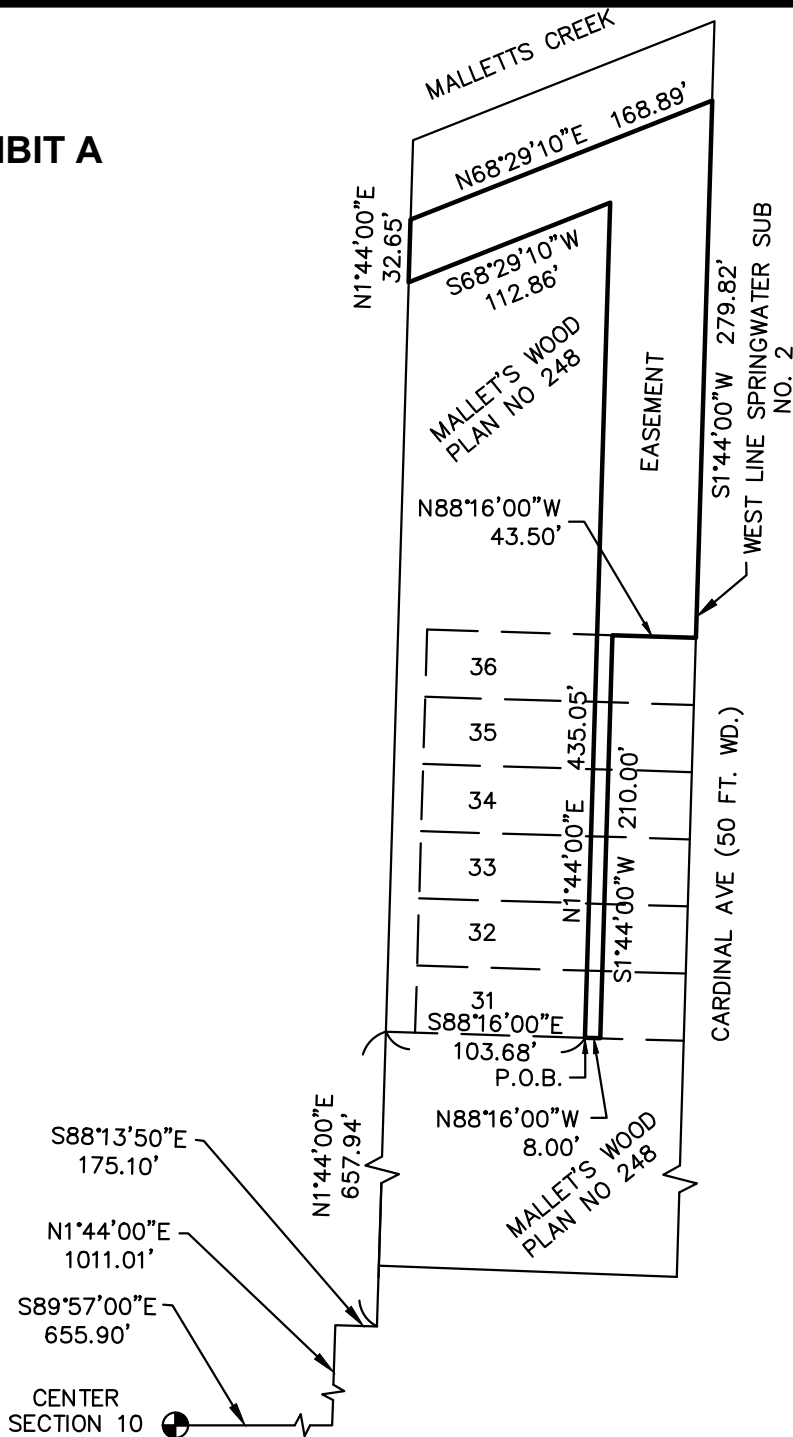 MALLETTS CREEK
IBIT A
N68°29'10"E 168.89'
N1°44'00"E
32.65'
S68°29'10"W
112.86'
MALLET'S WOOD
PLAN NO 248
EASEMENT
S1°44'00"W 279.82'
WEST LINE SPRINGWATER SUB
NO. 2
N88°16'00"W
43.50'
36
35
34
33
32
31
N1°44'00"E 435.05'
S1°44'00"W 210.00'
CARDINAL AVE (50 FT. WD.)
S88°16'00"E
103.68'
P.O.B.
N88°16'00"W
8.00'
N1°44'00"E
657.94'
MALLET'S WOOD
PLAN NO 248
S88°13'50"E
175.10'
N1°44'00"E
1011.01'
S89°57'00"E
655.90'
CENTER
SECTION 10